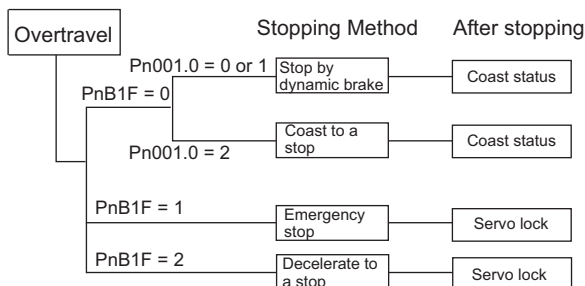 Overtravel
Stopping Method
After stopping
Pn001.0 = 0 or 1
Stop by
dynamic brake
Coast status
PnB1F = 0
Coast to a
stop
Coast status
Pn001.0 = 2
PnB1F = 1
Emergency
stop
Servo lock
PnB1F = 2
Decelerate to
a stop
Servo lock